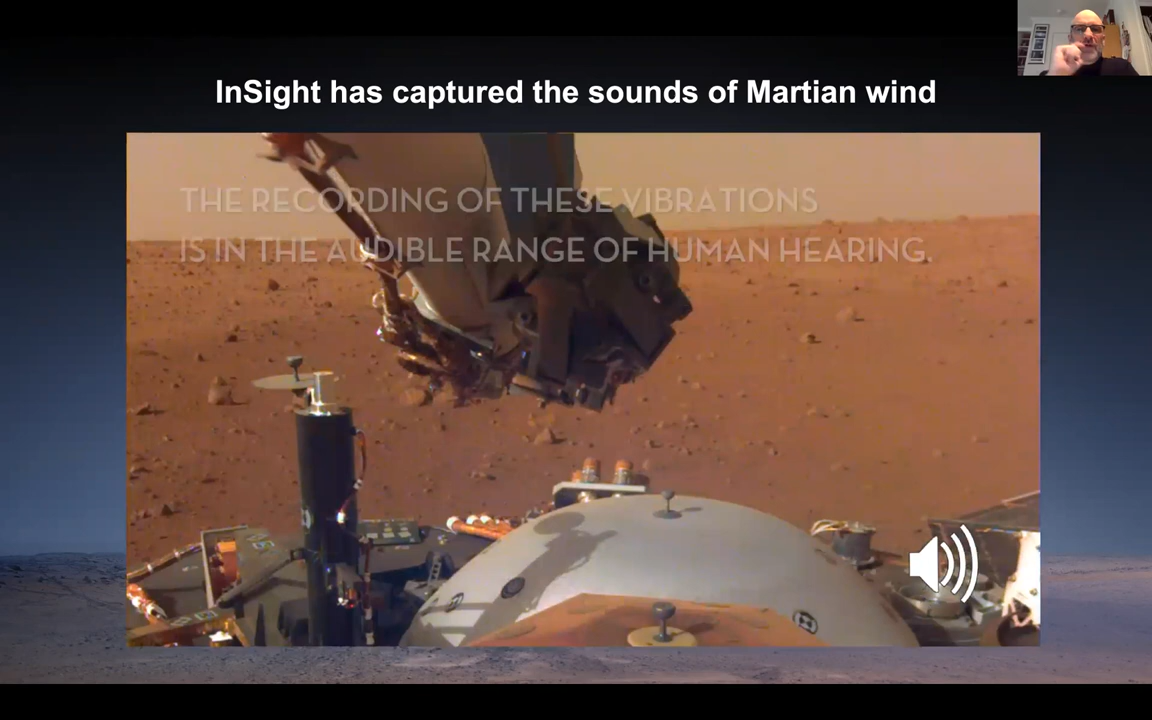 InSight has captured the sounds of Martian wind
THE RECORDING OF THESE VIBRATIONS
IS IN THE AUDIBLE RANGE OF HUMAN HEARING.